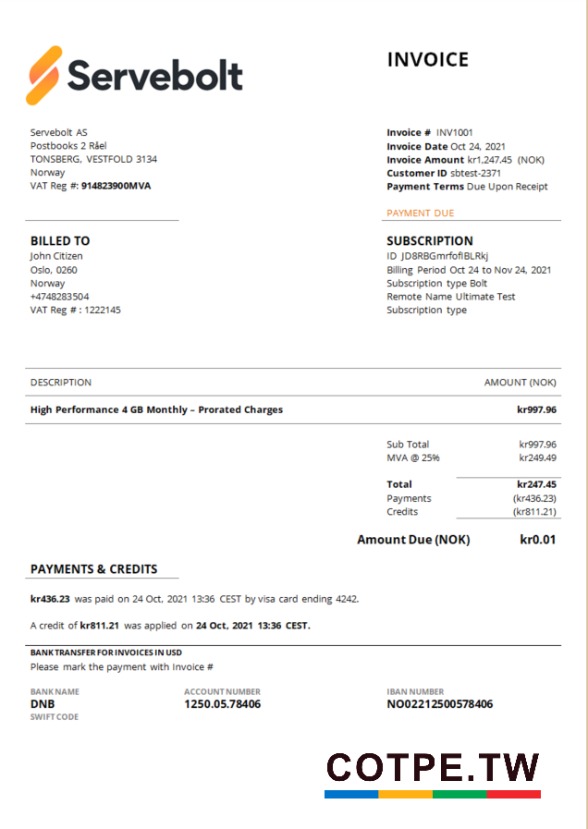 Servebolt
INVOICE
Servebolt AS
Postbooks 2 Råel
TONSBERG, VESTFOLD 3134
Norway
VAT Reg #: 914823900MVA
Invoice # INV1001
Invoice Date Oct 24, 2021
Invoice Amount kr1,247.45 (NOK)
Customer ID sbtest-2371
Payment Terms Due Upon Receipt
PAYMENT DUE
BILLED TO
John Citizen
Oslo, 0260
Norway
+4748283504
VAT Reg # : 1222145
SUBSCRIPTION
ID JD8RBGmrfofIBLRkj
Billing Period Oct 24 to Nov 24, 2021
Subscription type Bolt
Remote Name Ultimate Test
Subscription type
DESCRIPTION AMOUNT (NOK)
High Performance 4 GB Monthly – Prorated Charges kr997.96
Sub Total kr997.96
MVA @ 25% kr249.49
Total kr247.45
Payments (kr436.23)
Credits (kr811.21)
Amount Due (NOK) kr0.01
PAYMENTS & CREDITS
kr436.23 was paid on 24 Oct, 2021 13:36 CEST by visa card ending 4242.
A credit of kr811.21 was applied on 24 Oct, 2021 13:36 CEST.
BANK TRANSFER FOR INVOICES IN USD
Please mark the payment with Invoice #
BANK NAME ACCOUNT NUMBER IBAN NUMBER
DNB 1250.05.78406 NO02212500578406
SWIFT CODE
COTPE.TW